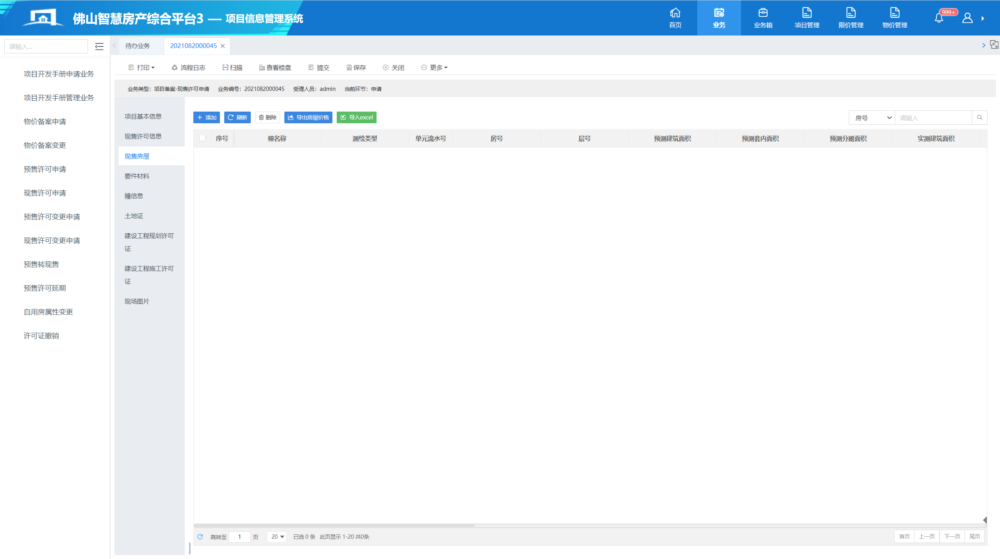 佛山智慧房产综合平台3 — 项目信息管理系统
首页
业务
业务箱
项目管理
限价管理
物价管理
999+
请输入...
待办业务
2021082000045
打印
流程日志
扫描
查看楼盘
提交
保存
关闭
更多
业务类型：项目备案-现售许可申请 业务编号：2021082000045 受理人员：admin 当前环节：申请
项目开发手册申请业务
项目开发手册管理业务
物价备案申请
物价备案变更
预售许可申请
现售许可申请
预售许可变更申请
现售许可变更申请
预售转现售
预售许可延期
自用房属性变更
许可证撤销
项目基本信息
现售许可信息
现售房屋
要件材料
幢信息
土地证
建设工程规划许可
证
建设工程施工许可
证
现场图片
添加
刷新
删除
导出房屋价格
导入excel
房号
请输入
序号
幢名称
测绘类型
单元流水号
房号
层号
预测建筑面积
预测套内面积
预测分摊面积
实测建筑面积
跳转至 1 页 20 已选 0 条 此页显示 1-20 共0条
首页
上一页
下一页
尾页